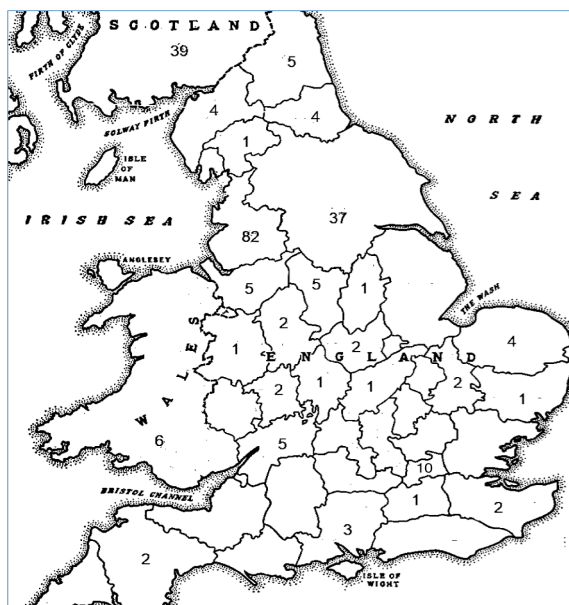 SCOTLAND
39
FIRTH OF CLYDE
5
4
4
SOLWAY FIRTH
NORTH
SEA
1
ISLE
OF
MAN
IRISH SEA
37
82
ANGLESEY
5
5
1
THE WASH
2
2
4
1
ENGLAND
WALES
2
1
1
2
1
6
5
10
BRISTOL CHANNEL
1
2
3
2
ISLE OF
WIGHT